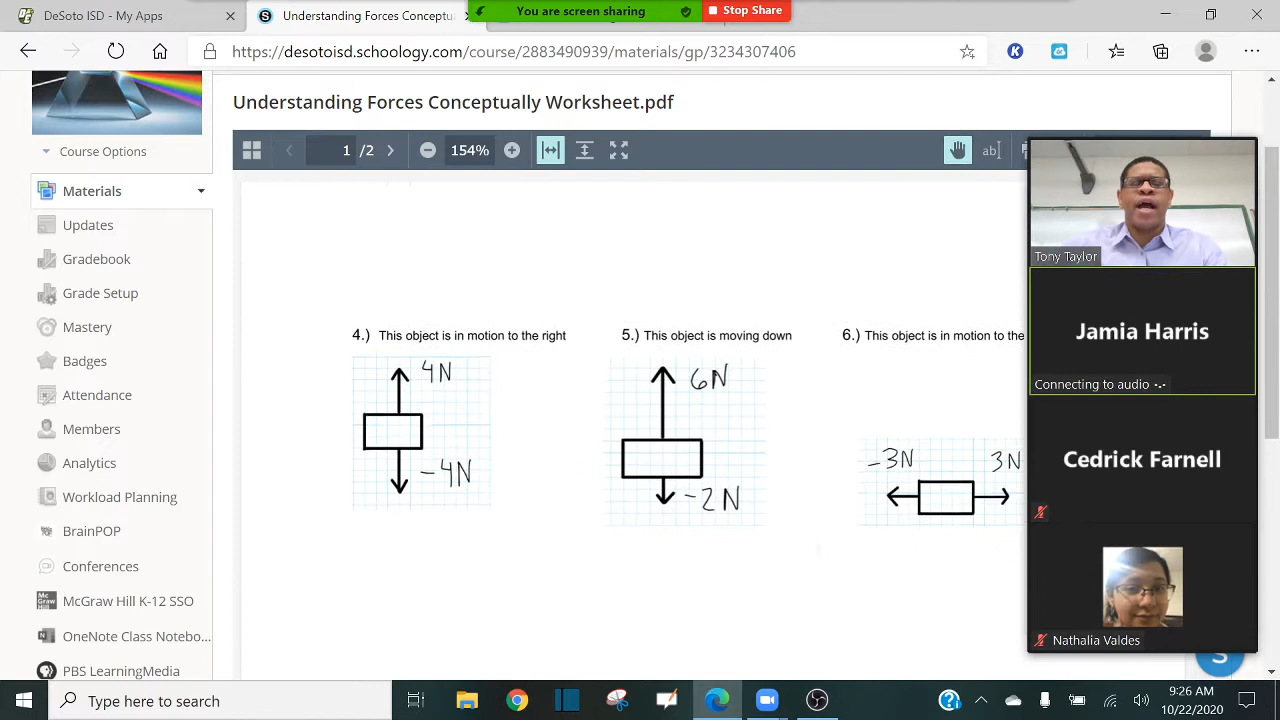 DeSoto ISD - My Apps
Understanding Forces Conceptu
You are screen sharing
Stop Share
https://desotoisd.schoology.com/course/2883490939/materials/gp/3234307406
Understanding Forces Conceptually Worksheet.pdf
Course Options
1 /2
154%
ab
Materials
Updates
Gradebook
Grade Setup
Mastery
Badges
Attendance
Members
Analytics
Workload Planning
BrainPOP
Conferences
McGraw Hill K-12 SSO
OneNote Class Notebo...
PBS LearningMedia
4.) This object is in motion to the right
4N
-4N
5.) This object is moving down
6N
-2N
6.) This object is in motion to the
-3N
3N
Tony Taylor
Jamia Harris
Connecting to audio
Cedrick Farnell
Nathalia Valdes
Type here to search
9:26 AM
10/22/2020